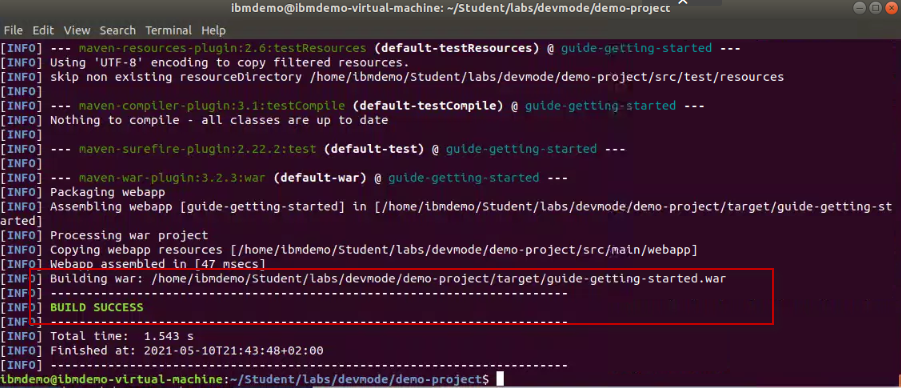 ibmdemo@ibmdemo-virtual-machine: ~/Student/labs/devmode/demo-project
File Edit View Search Terminal Help
[INFO] --- maven-resources-plugin:2.6:testResources (default-testResources) @ guide-getting-started ---
[INFO] Using 'UTF-8' encoding to copy filtered resources.
[INFO] skip non existing resourceDirectory /home/ibmdemo/Student/labs/devmode/demo-project/src/test/resources
[INFO]
[INFO] --- maven-compiler-plugin:3.1:testCompile (default-testCompile) @ guide-getting-started ---
[INFO] Nothing to compile - all classes are up to date
[INFO]
[INFO] --- maven-surefire-plugin:2.22.2:test (default-test) @ guide-getting-started ---
[INFO]
[INFO] --- maven-war-plugin:3.2.3:war (default-war) @ guide-getting-started ---
[INFO] Packaging webapp
[INFO] Assembling webapp [guide-getting-started] in [/home/ibmdemo/Student/labs/devmode/demo-project/target/guide-getting-st
arted]
[INFO] Processing war project
[INFO] Copying webapp resources [/home/ibmdemo/Student/labs/devmode/demo-project/src/main/webapp]
[INFO] Webapp assembled in [47 msecs]
[INFO] Building war: /home/ibmdemo/Student/labs/devmode/demo-project/target/guide-getting-started.war
[INFO] ------------------------------------------------------------------------
[INFO] BUILD SUCCESS
[INFO] ------------------------------------------------------------------------
[INFO] Total time:  1.543 s
[INFO] Finished at: 2021-05-10T21:43:48+02:00
[INFO] ------------------------------------------------------------------------
ibmdemo@ibmdemo-virtual-machine:~/Student/labs/devmode/demo-project$